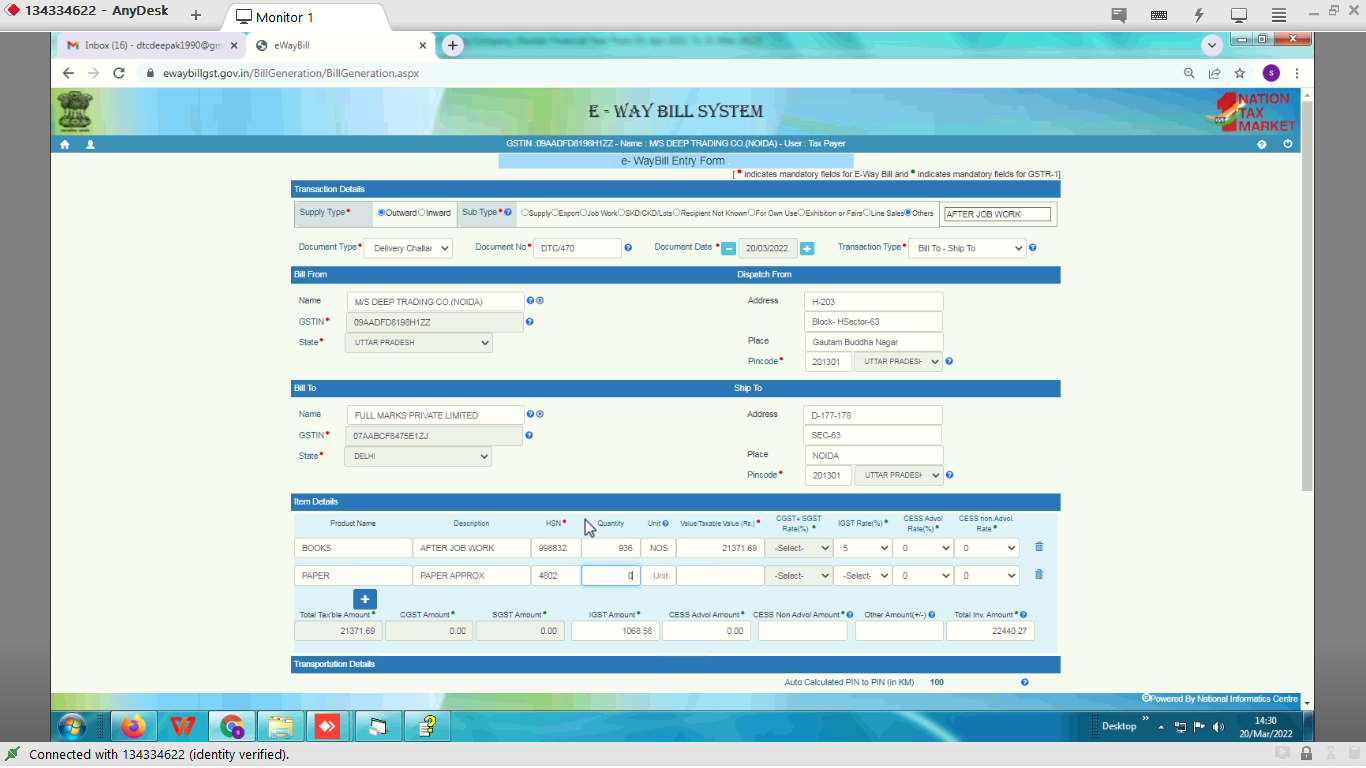 134334622 - AnyDesk
Monitor 1
Inbox (16) - dtcdeepak1990@gm
eWayBill
ewaybillgst.gov.in/BillGeneration/BillGeneration.aspx
S
E - WAY BILL SYSTEM
NATION
TAX
MARKET
GSTIN :09AADFD8198H1ZZ - Name : M/S DEEP TRADING CO.(NOIDA) - User : Tax Payer
e- WayBill Entry Form
[ * indicates mandatory fields for E-Way Bill and * indicates mandatory fields for GSTR-1]
Transaction Details
Supply Type* Outward Inward Sub Type* Supply Export Job Work SKD/CKD/Lots Recipient Not Known For Own Use Exhibition or Fairs Line Sales Others AFTER JOB WORK
Document Type* Delivery Challan Document No* DTC/470 Document Date * 20/03/2022 Transaction Type* Bill To - Ship To
Bill From Dispatch From
Name M/S DEEP TRADING CO.(NOIDA) Address H-203
GSTIN* 09AADFD8198H1ZZ Block- HSector-63
State* UTTAR PRADESH Place Gautam Buddha Nagar
Pincode* 201301 UTTAR PRADESH
Bill To Ship To
Name FULL MARKS PRIVATE LIMITED Address D-177-178
GSTIN* 07AABCF8475E1ZJ SEC-63
State* DELHI Place NOIDA
Pincode* 201301 UTTAR PRADESH
Item Details
Product Name Description HSN* Quantity Unit Value/Taxable Value (Rs.)* CGST+ SGST Rate(%)* IGST Rate(%)* CESS Advol Rate(%)* CESS non.Advol. Rate*
BOOKS AFTER JOB WORK 998832 936 NOS 21371.69 -Select- 5 0 0
PAPER PAPER APPROX 4802 0 Unit -Select- -Select- 0 0
+
Total Tax'ble Amount* CGST Amount* SGST Amount* IGST Amount* CESS Advol Amount* CESS Non Advol Amount* Other Amount(+/-) Total Inv. Amount*
21371.69 0.00 0.00 1068.58 0.00 22440.27
Transportation Details
Auto Calculated PIN to PIN (in KM) 100
Powered By National Informatics Centre
Desktop
14:30
20/Mar/2022
Connected with 134334622 (identity verified).